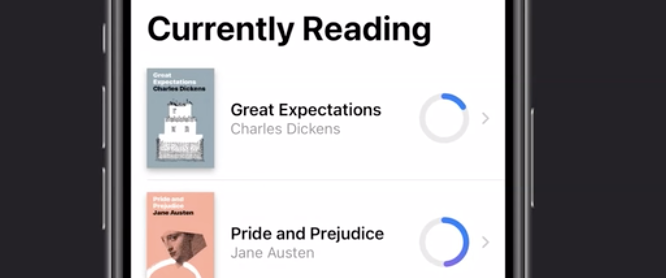 Currently Reading
Great
Expectations
Charles Dickens
Great Expectations
Charles Dickens
Pride and
Prejudice
Jane Austen
Pride and Prejudice
Jane Austen